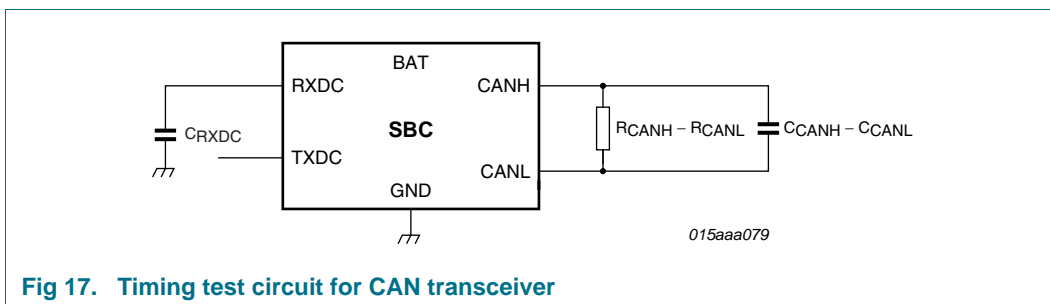 BAT
RXDC
CANH
SBC
CRXDC
RCANH – RCANL
CCANH – CCANL
TXDC
CANL
GND
015aaa079
Fig 17. Timing test circuit for CAN transceiver